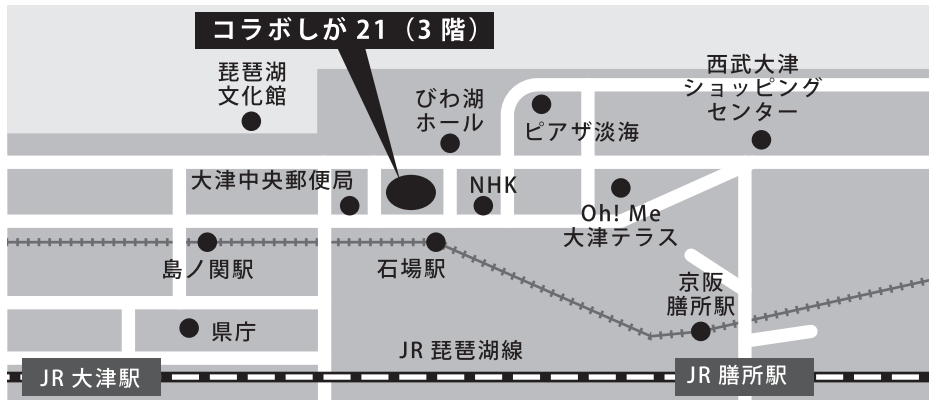 コラボしが 21（3 階）
琵琶湖
文化館
びわ湖
ホール
ピアザ淡海
西武大津
ショッピング
センター
大津中央郵便局
NHK
Oh! Me
大津テラス
島ノ関駅
石場駅
京阪
膳所駅
県庁
JR 琵琶湖線
JR 大津駅
JR 膳所駅